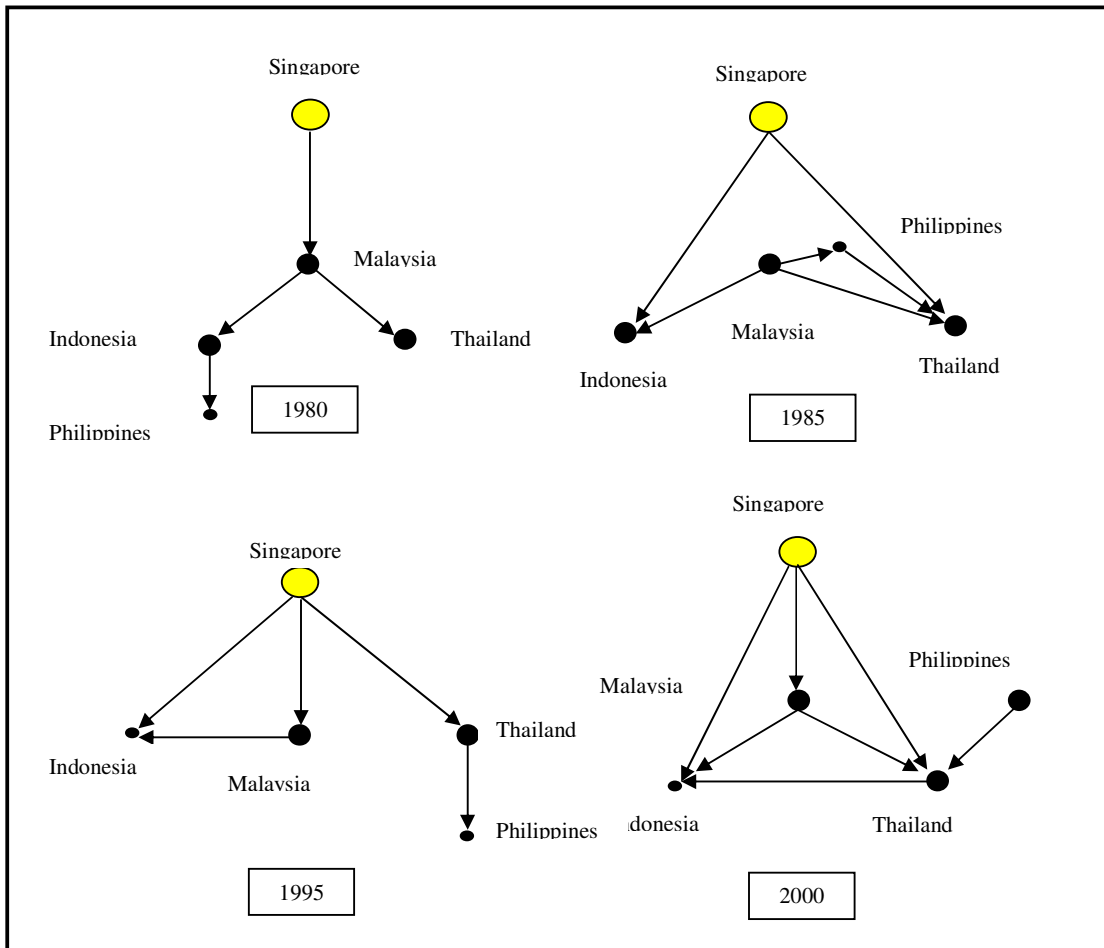 Singapore
Malaysia
Indonesia
Thailand
Philippines
1980
Singapore
Philippines
Malaysia
Indonesia
Thailand
1985
Singapore
Indonesia
Malaysia
Thailand
Philippines
1995
Singapore
Philippines
Malaysia
donesia
Thailand
2000